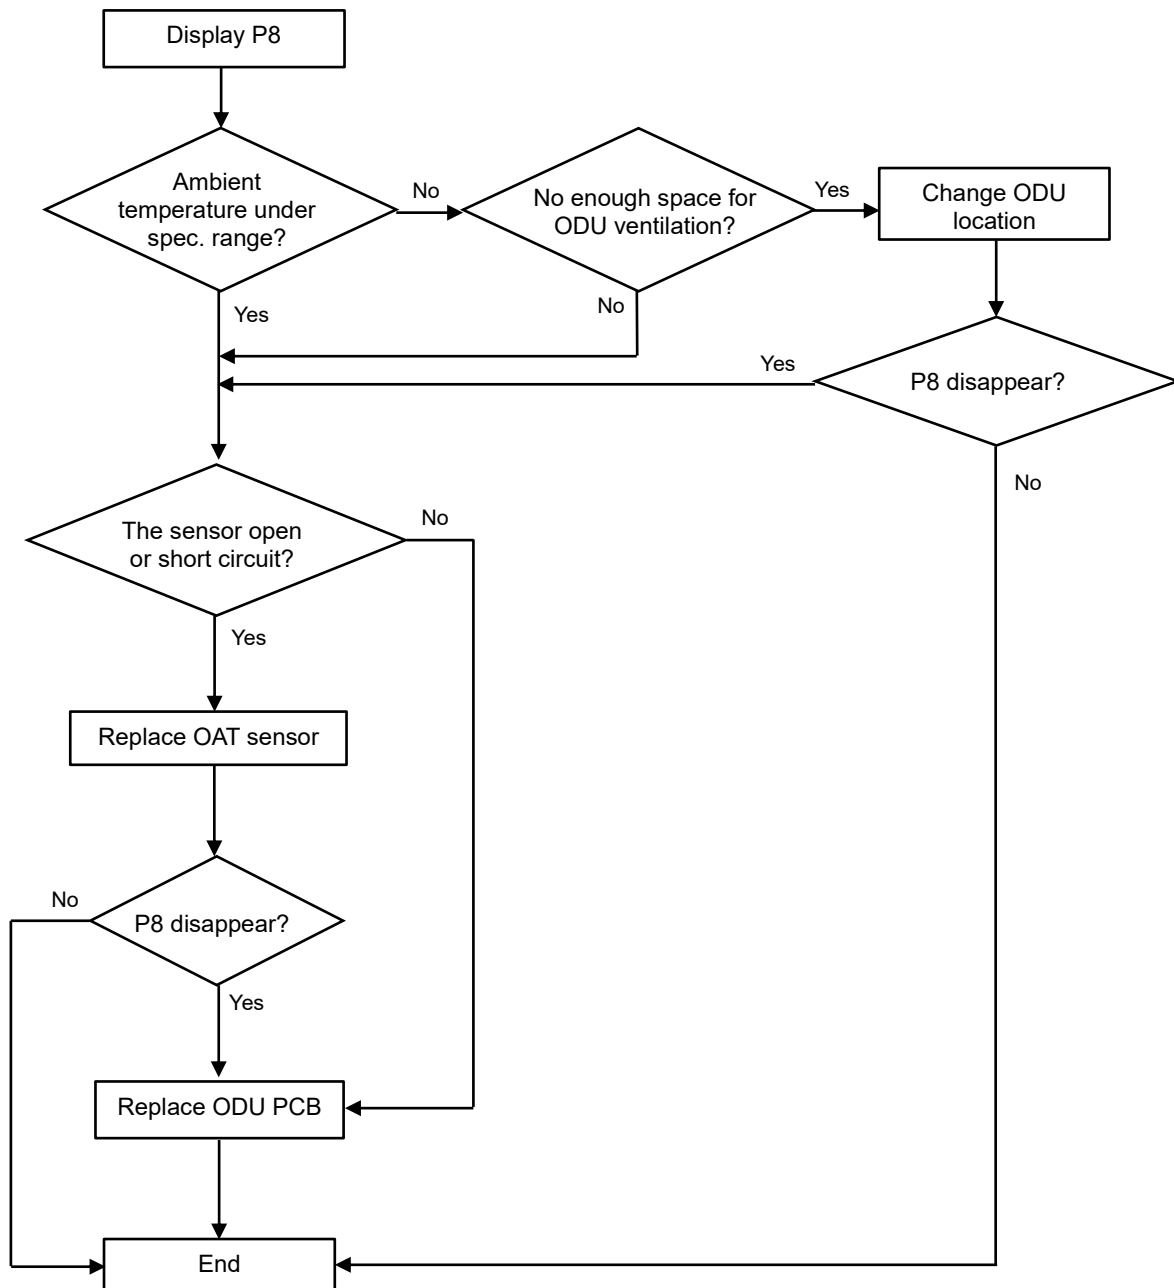 Display P8
Ambient
temperature under
spec. range?
No
No enough space for
ODU ventilation?
Yes
Change ODU
location
Yes
No
Yes
P8 disappear?
No
The sensor open
or short circuit?
No
Yes
Replace OAT sensor
No
P8 disappear?
Yes
Replace ODU PCB
End